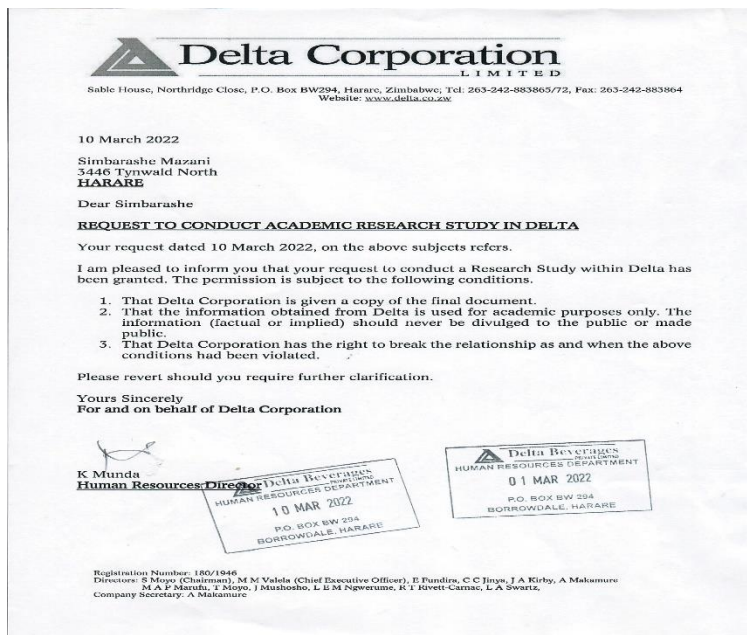 Delta Corporation
LIMITED
Sable House, Northridge Close, P.O. Box BW294, Harare, Zimbabwe; Tel: 263-242-883865/72, Fax: 263-242-883864
Website: www.delta.co.zw
10 March 2022
Simbarashe Mazani
3446 Tynwald North
HARARE
Dear Simbarashe
REQUEST TO CONDUCT ACADEMIC RESEARCH STUDY IN DELTA
Your request dated 10 March 2022, on the above subjects refers.
I am pleased to inform you that your request to conduct a Research Study within Delta has
been granted. The permission is subject to the following conditions.
1. That Delta Corporation is given a copy of the final document.
2. That the information obtained from Delta is used for academic purposes only. The
information (factual or implied) should never be divulged to the public or made
public.
3. That Delta Corporation has the right to break the relationship as and when the above
conditions had been violated.
Please revert should you require further clarification.
Yours Sincerely
For and on behalf of Delta Corporation
K Munda
Human Resources Director
Delta Beverages
PRIVATE LIMITED
HUMAN RESOURCES DEPARTMENT
10 MAR 2022
P.O. BOX BW 294
BORROWDALE, HARARE
Delta Beverages
PRIVATE LIMITED
HUMAN RESOURCES DEPARTMENT
01 MAR 2022
P.O. BOX BW 294
BORROWDALE, HARARE
Registration Number: 180/1946
Directors: S Moyo (Chairman), M M Valela (Chief Executive Officer), E Fundira, C C Jinya, J A Kirby, A Makamure
M A P Marufu, T Moyo, J Mushosho, L E M Ngwerume, R T Rivett-Carnac, L A Swartz,
Company Secretary: A Makamure